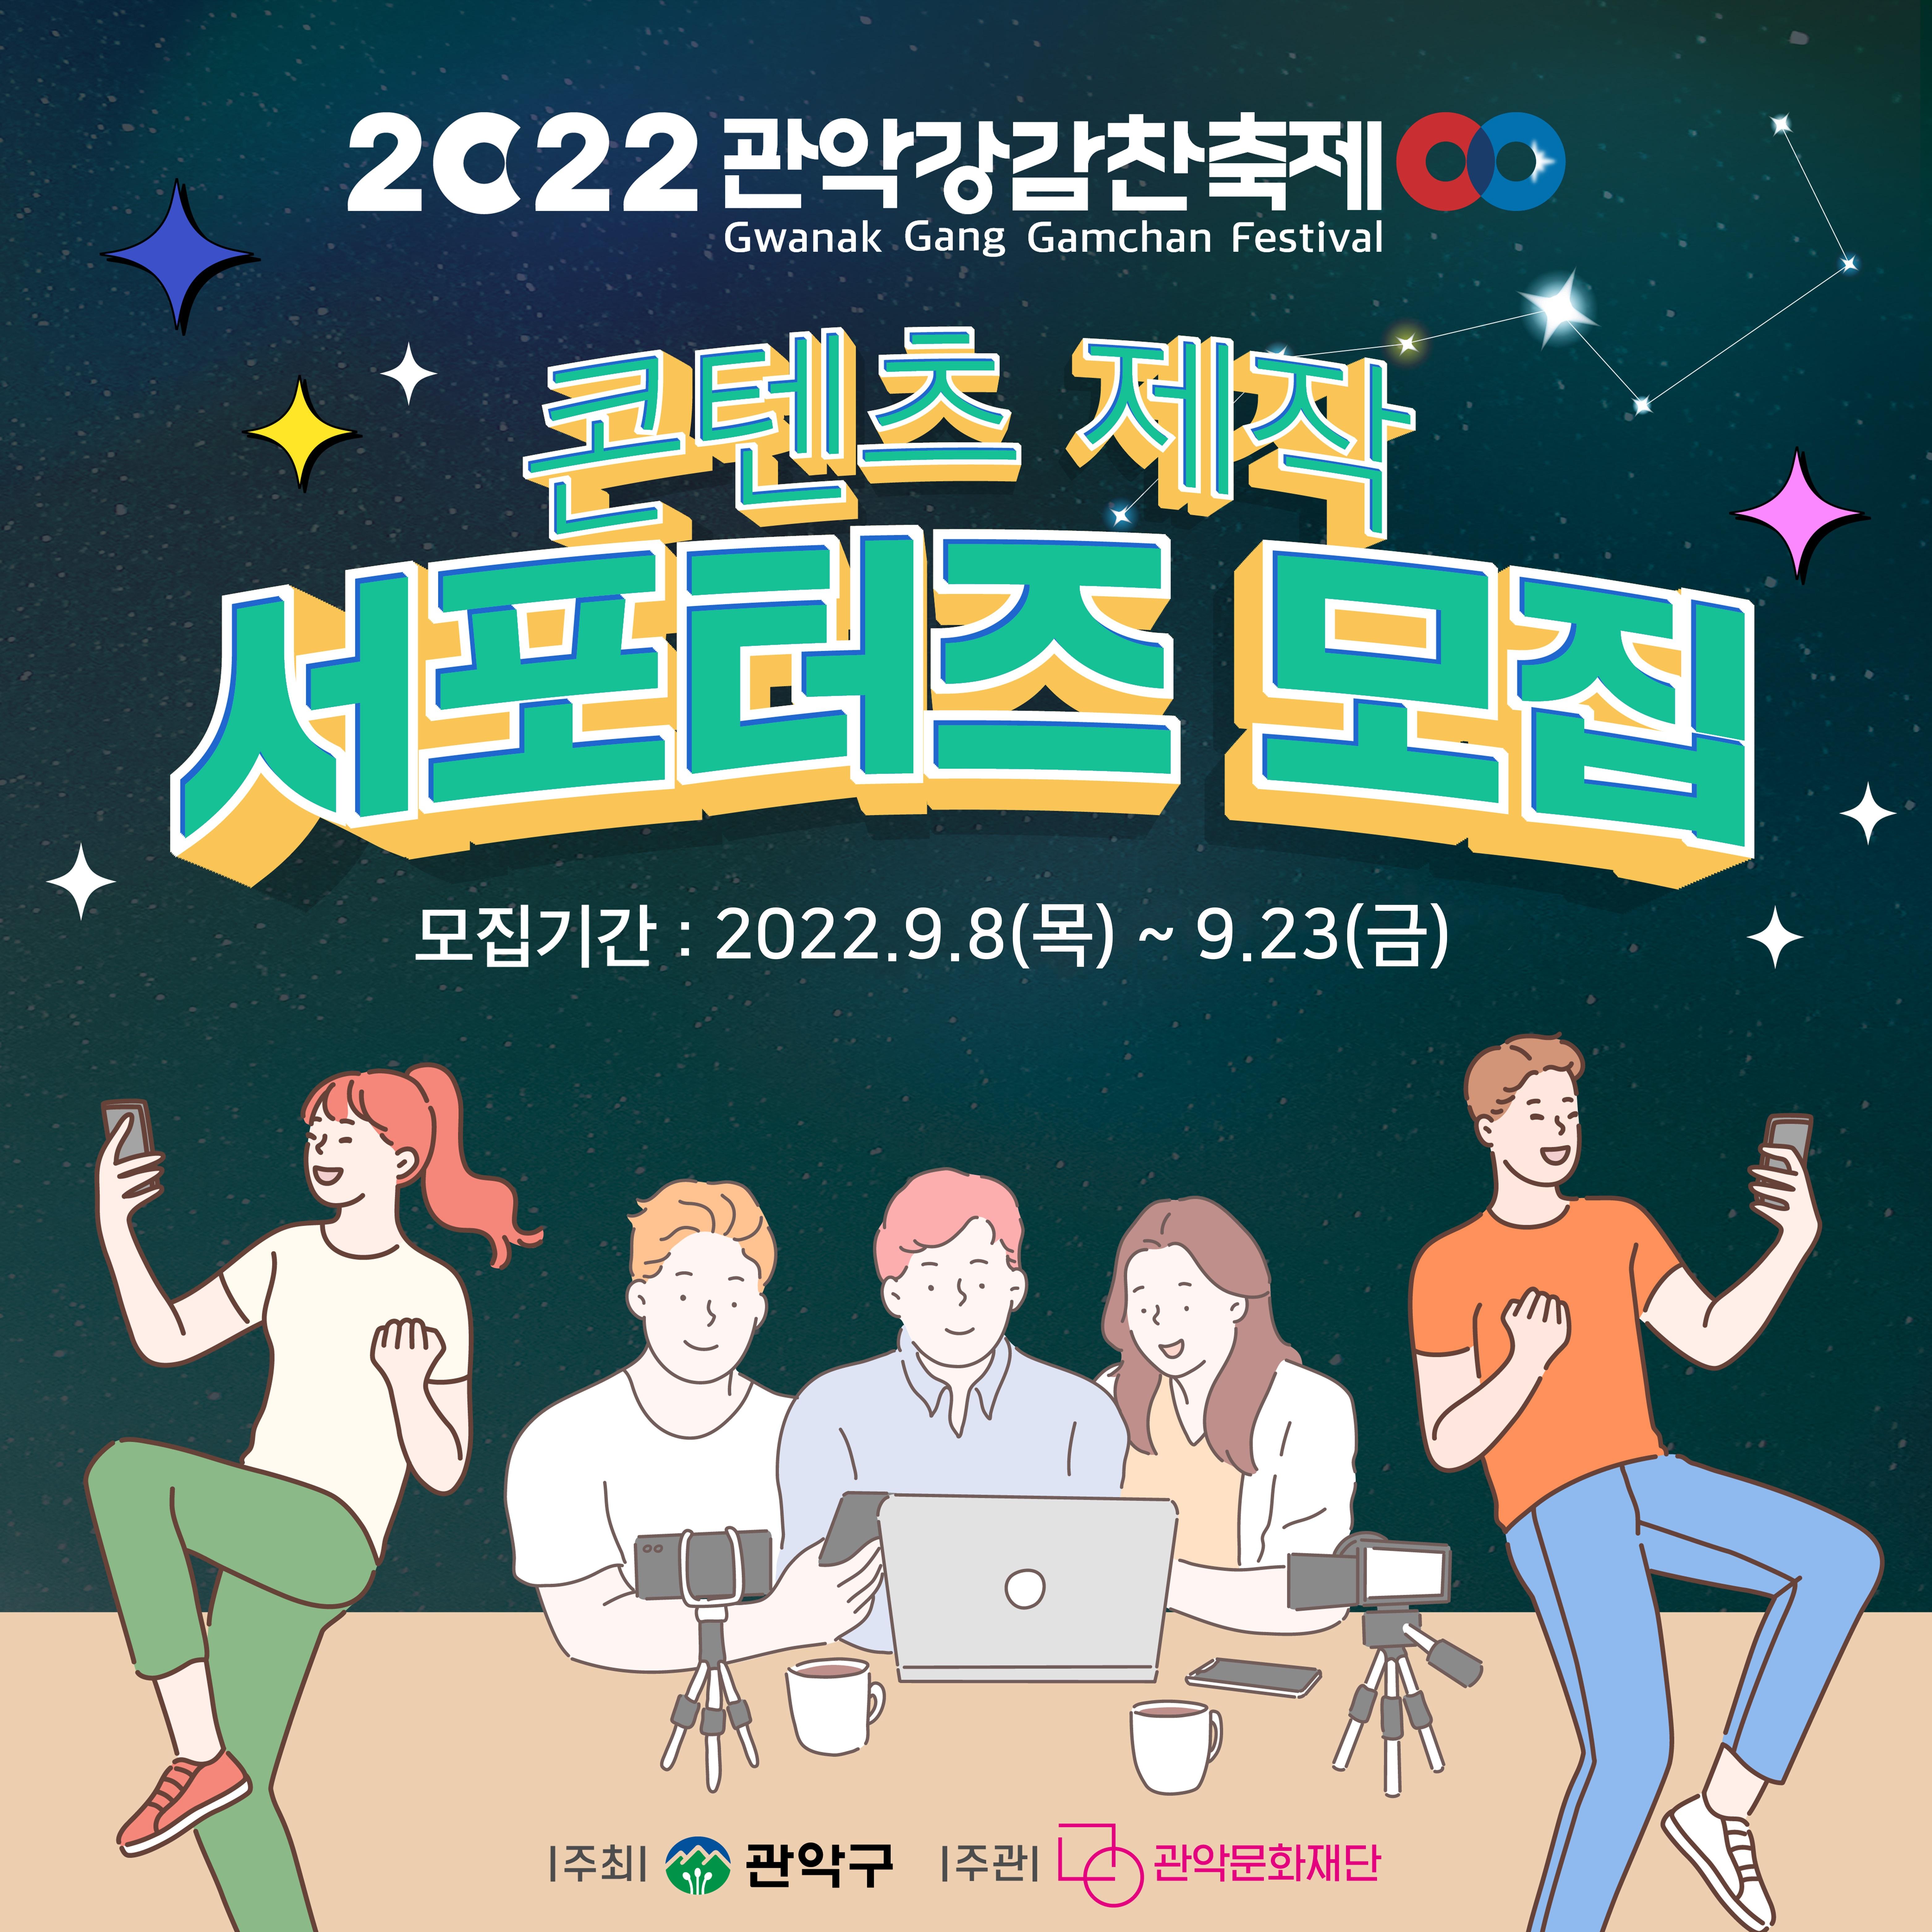 2022 관악강감찬축제
Gwanak Gang Gamchan Festival
콘텐츠 제작
서포터즈 모집
모집기간 : 2022.9.8(목) ~ 9.23(금)
|주최| 관악구 |주관| 관악문화재단